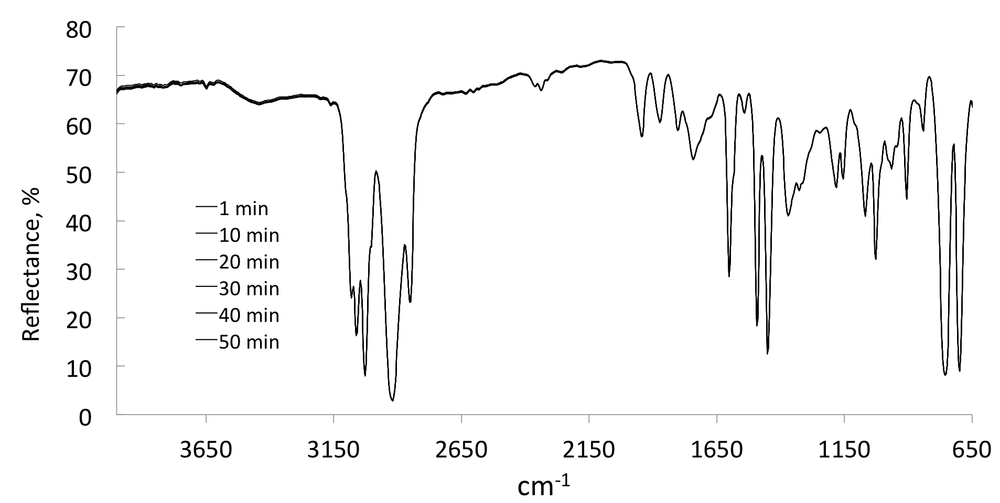 80
70
60
50
40
30
20
10
0
Reflectance, %
1 min
10 min
20 min
30 min
40 min
50 min
3650 3150 2650 2150 1650 1150 650
cm⁻¹